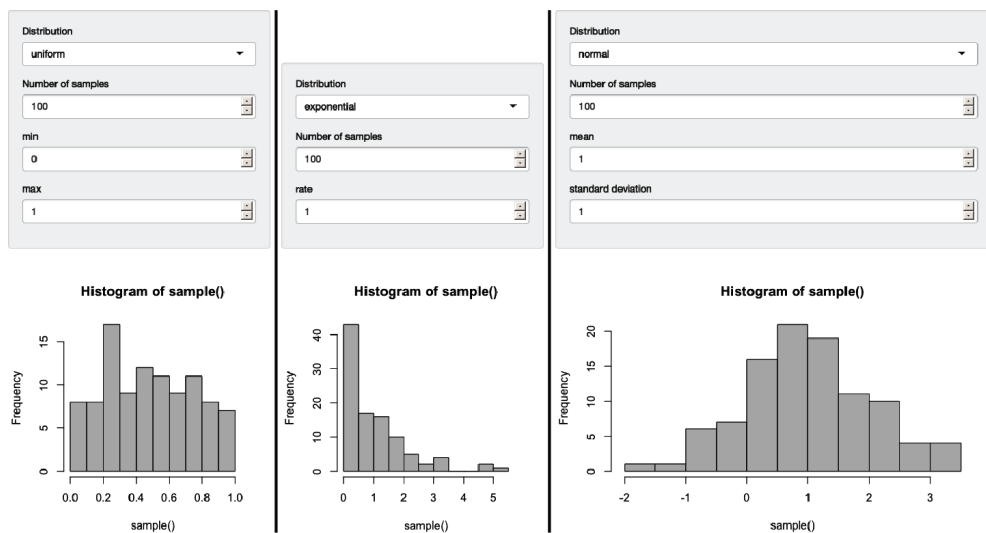 Distribution
uniform
Number of samples
100
min
0
max
1
Histogram of sample()
Frequency
15
10
5
0
0.0 0.2 0.4 0.6 0.8 1.0
sample()
Distribution
exponential
Number of samples
100
rate
1
Histogram of sample()
Frequency
40
30
20
10
0
0 1 2 3 4 5
sample()
Distribution
normal
Number of samples
100
mean
1
standard deviation
1
Histogram of sample()
Frequency
20
15
10
5
0
-2 -1 0 1 2 3
sample()